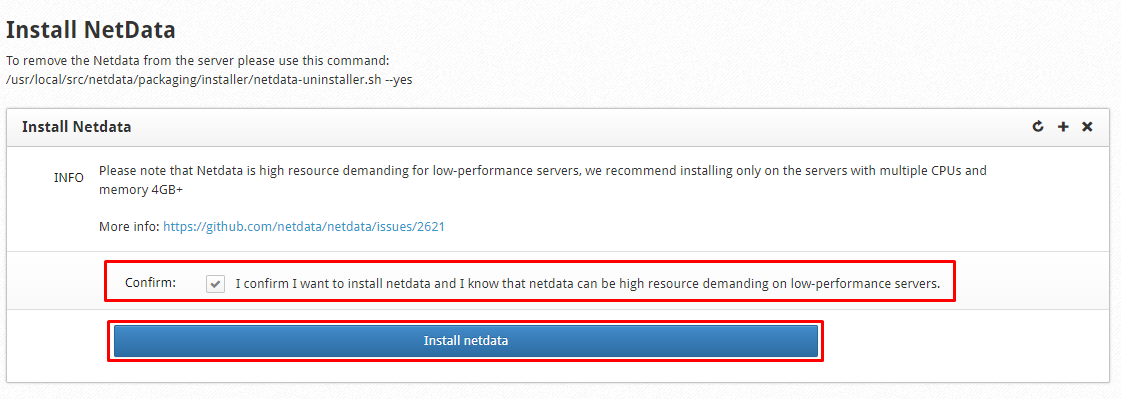 Install NetData
To remove the Netdata from the server please use this command:
/usr/local/src/netdata/packaging/installer/netdata-uninstaller.sh --yes
Install Netdata
INFO
Please note that Netdata is high resource demanding for low-performance servers, we recommend installing only on the servers with multiple CPUs and
memory 4GB+
More info: https://github.com/netdata/netdata/issues/2621
Confirm: I confirm I want to install netdata and I know that netdata can be high resource demanding on low-performance servers.
Install netdata